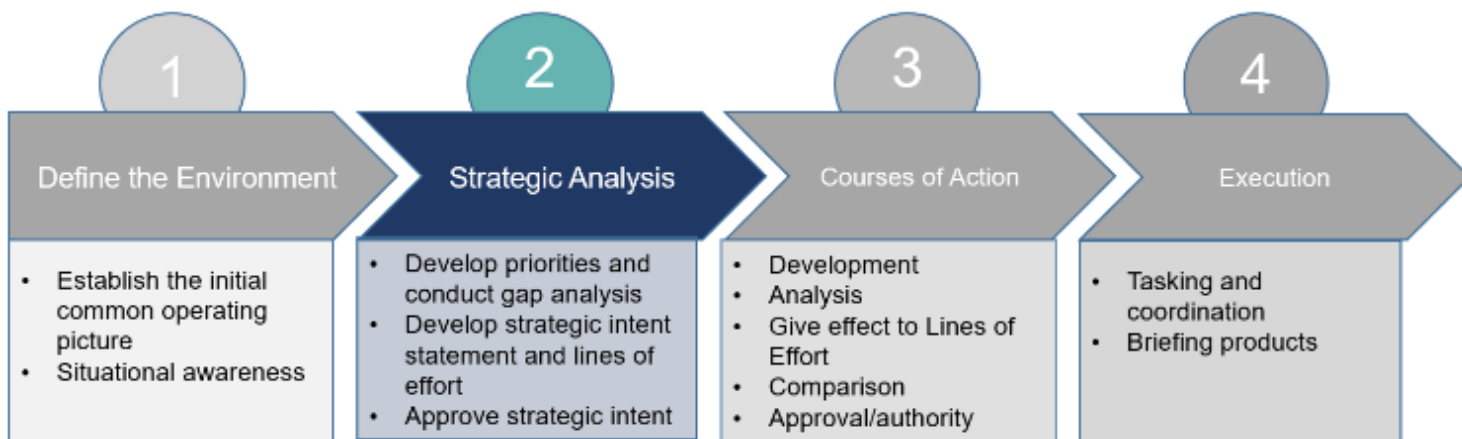 1
Define the Environment
• Establish the initial
common operating
picture
• Situational awareness
2
Strategic Analysis
• Develop priorities and
conduct gap analysis
• Develop strategic intent
statement and lines of
effort
• Approve strategic intent
3
Courses of Action
• Development
• Analysis
• Give effect to Lines of
Effort
• Comparison
• Approval/authority
4
Execution
• Tasking and
coordination
• Briefing products